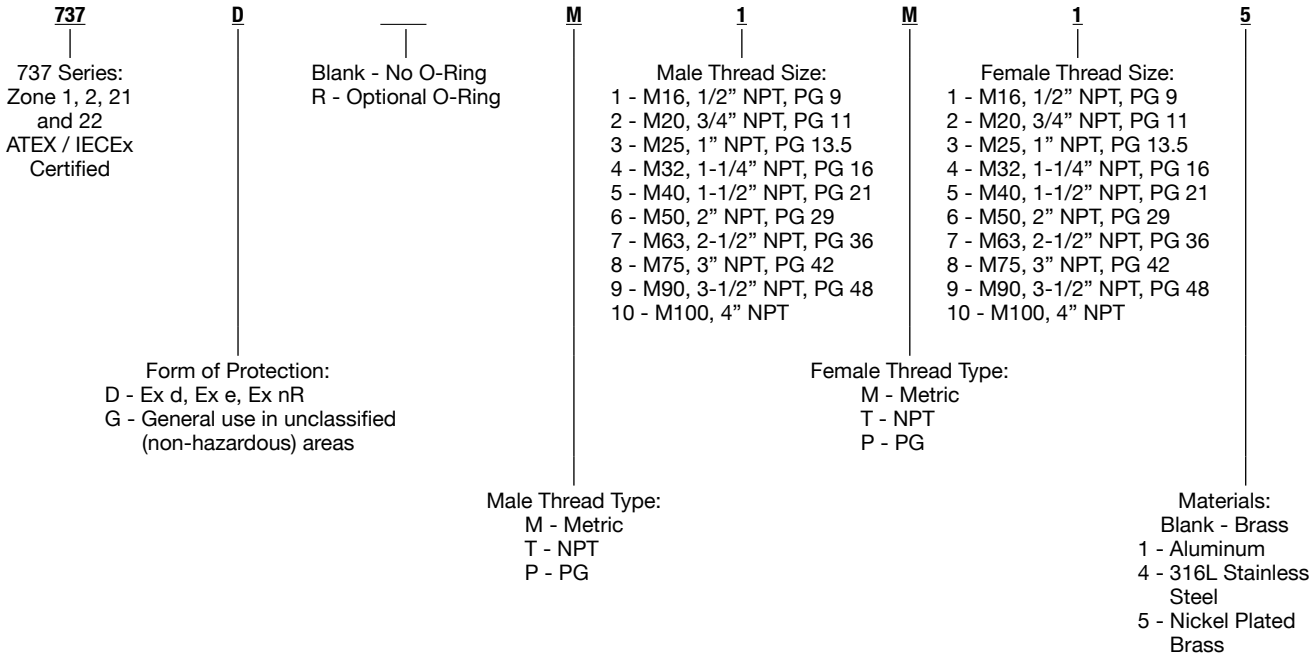 737 D ____ M 1 M 1 5
737 Series:
Zone 1, 2, 21
and 22
ATEX / IECEx
Certified
Blank - No O-Ring
R - Optional O-Ring
Male Thread Size:
1 - M16, 1/2” NPT, PG 9
2 - M20, 3/4” NPT, PG 11
3 - M25, 1” NPT, PG 13.5
4 - M32, 1-1/4” NPT, PG 16
5 - M40, 1-1/2” NPT, PG 21
6 - M50, 2” NPT, PG 29
7 - M63, 2-1/2” NPT, PG 36
8 - M75, 3” NPT, PG 42
9 - M90, 3-1/2” NPT, PG 48
10 - M100, 4” NPT
Female Thread Size:
1 - M16, 1/2” NPT, PG 9
2 - M20, 3/4” NPT, PG 11
3 - M25, 1” NPT, PG 13.5
4 - M32, 1-1/4” NPT, PG 16
5 - M40, 1-1/2” NPT, PG 21
6 - M50, 2” NPT, PG 29
7 - M63, 2-1/2” NPT, PG 36
8 - M75, 3” NPT, PG 42
9 - M90, 3-1/2” NPT, PG 48
10 - M100, 4” NPT
Form of Protection:
D - Ex d, Ex e, Ex nR
G - General use in unclassified
(non-hazardous) areas
Female Thread Type:
M - Metric
T - NPT
P - PG
Male Thread Type:
M - Metric
T - NPT
P - PG
Materials:
Blank - Brass
1 - Aluminum
4 - 316L Stainless
Steel
5 - Nickel Plated
Brass